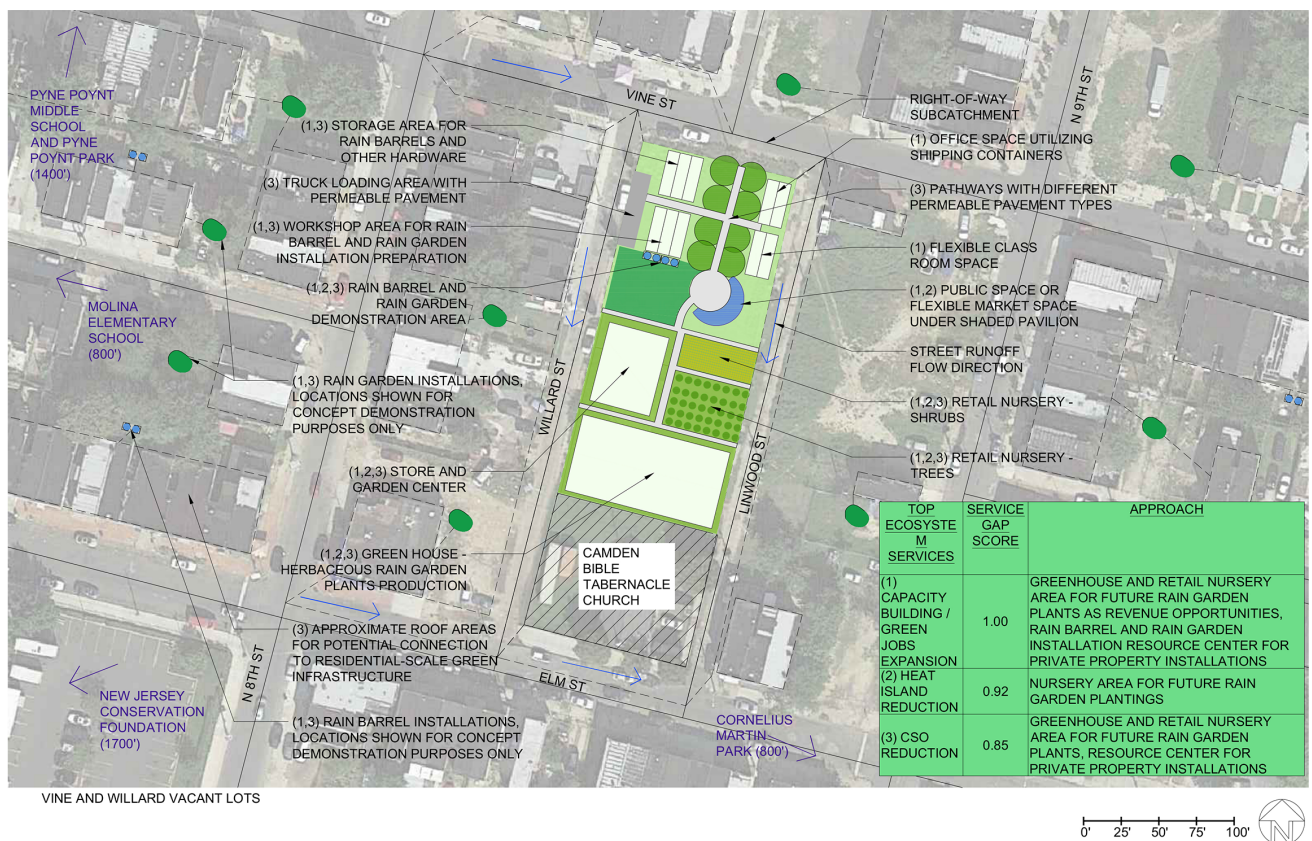 PYNE POYNT
MIDDLE
SCHOOL
AND PYNE
POYNT PARK
(1400')
MOLINA
ELEMENTARY
SCHOOL
(800')
NEW JERSEY
CONSERVATION
FOUNDATION
(1700')
(1,3) STORAGE AREA FOR
RAIN BARRELS AND
OTHER HARDWARE
(3) TRUCK LOADING AREA WITH
PERMEABLE PAVEMENT
(1,3) WORKSHOP AREA FOR RAIN
BARREL AND RAIN GARDEN
INSTALLATION PREPARATION
(1,2,3) RAIN BARREL AND
RAIN GARDEN
DEMONSTRATION AREA
(1,3) RAIN GARDEN INSTALLATIONS,
LOCATIONS SHOWN FOR
CONCEPT DEMONSTRATION
PURPOSES ONLY
(1,2,3) STORE AND
GARDEN CENTER
(1,2,3) GREEN HOUSE -
HERBACEOUS RAIN GARDEN
PLANTS PRODUCTION
(3) APPROXIMATE ROOF AREAS
FOR POTENTIAL CONNECTION
TO RESIDENTIAL-SCALE GREEN
INFRASTRUCTURE
(1,3) RAIN BARREL INSTALLATIONS,
LOCATIONS SHOWN FOR CONCEPT
DEMONSTRATION PURPOSES ONLY
VINE ST
WILLARD ST
LINWOOD ST
N 8TH ST
ELM ST
N 9TH ST
CAMDEN
BIBLE
TABERNACLE
CHURCH
CORNELIUS
MARTIN
PARK (800')
RIGHT-OF-WAY
SUBCATCHMENT
(1) OFFICE SPACE UTILIZING
SHIPPING CONTAINERS
(3) PATHWAYS WITH DIFFERENT
PERMEABLE PAVEMENT TYPES
(1) FLEXIBLE CLASS
ROOM SPACE
(1,2) PUBLIC SPACE OR
FLEXIBLE MARKET SPACE
UNDER SHADED PAVILION
STREET RUNOFF
FLOW DIRECTION
(1,2,3) RETAIL NURSERY -
SHRUBS
(1,2,3) RETAIL NURSERY -
TREES
TOP
ECOSYSTE
M
SERVICES
SERVICE
GAP
SCORE
APPROACH
(1)
CAPACITY
BUILDING /
GREEN
JOBS
EXPANSION
1.00
GREENHOUSE AND RETAIL NURSERY
AREA FOR FUTURE RAIN GARDEN
PLANTS AS REVENUE OPPORTUNITIES,
RAIN BARREL AND RAIN GARDEN
INSTALLATION RESOURCE CENTER FOR
PRIVATE PROPERTY INSTALLATIONS
(2) HEAT
ISLAND
REDUCTION
0.92
NURSERY AREA FOR FUTURE RAIN
GARDEN PLANTINGS
(3) CSO
REDUCTION
0.85
GREENHOUSE AND RETAIL NURSERY
AREA FOR FUTURE RAIN GARDEN
PLANTS, RESOURCE CENTER FOR
PRIVATE PROPERTY INSTALLATIONS
VINE AND WILLARD VACANT LOTS
0' 25' 50' 75' 100'
N